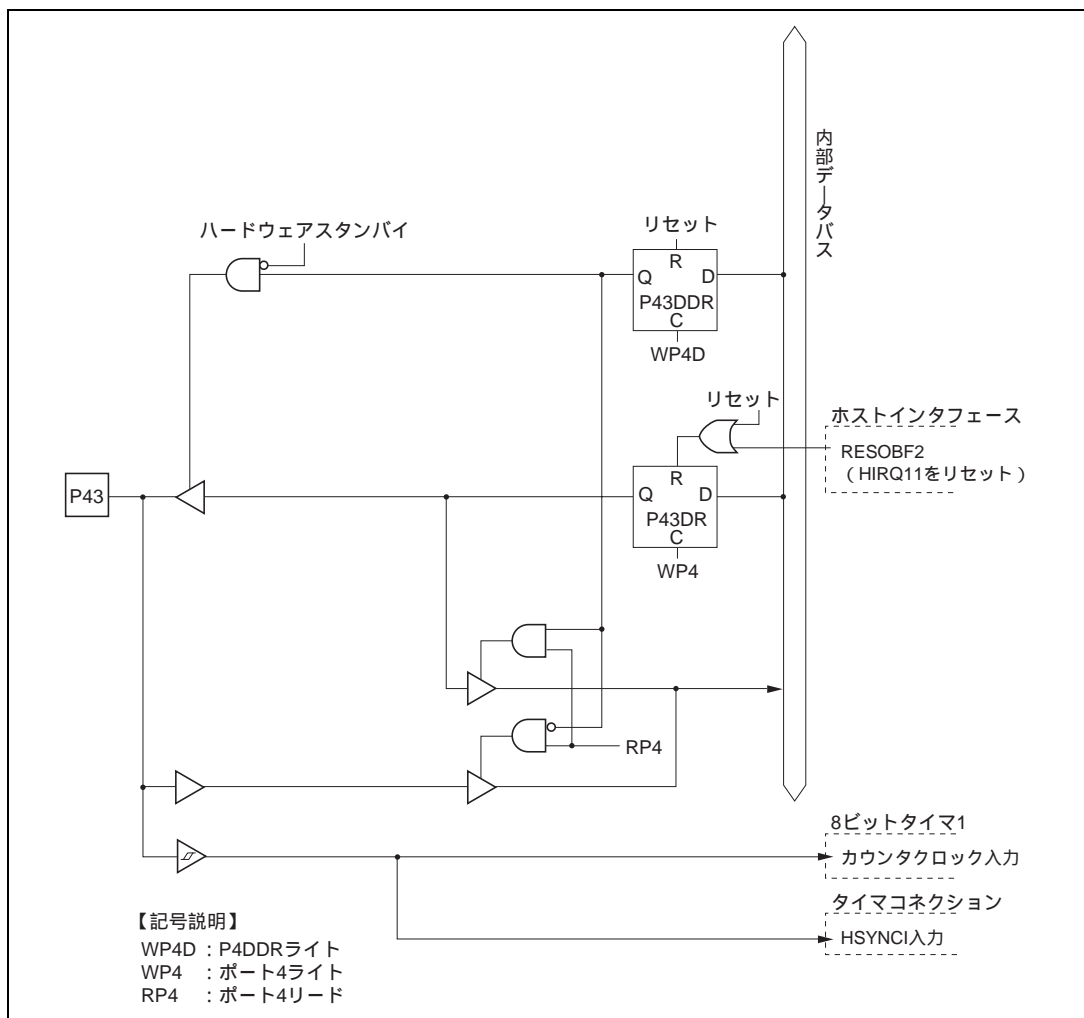 内部データバス
ハードウェアスタンバイ
リセット
R
Q
D
P43DDR
C
WP4D
リセット
ホストインタフェース
RESOBF2
(HIRQ11をリセット)
P43
R
Q
D
P43DR
C
WP4
RP4
8ビットタイマ1
カウンタクロック入力
タイマコネクション
HSYNCI入力
【記号説明】
WP4D:P4DDRライト
WP4 :ポート4ライト
RP4 :ポート4リード